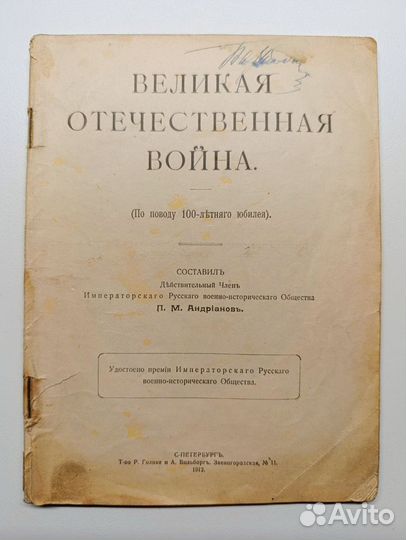 ВЕЛИКАЯ
ОТЕЧЕСТВЕННАЯ
ВОЙНА.
(По поводу 100-лѣтняго юбилея).
СОСТАВИЛЪ
Дѣйствительный Членъ
Императорскаго Русскаго военно-историческаго Общества
П. М. Андріановъ.
Удостоено преміи Императорскаго Русскаго
военно-историческаго Общества.
С-ПЕТЕРБУРГЪ.
Т-во Р. Голике и А. Вильборгъ. Звенигородская, № 11.
1912.
Avito